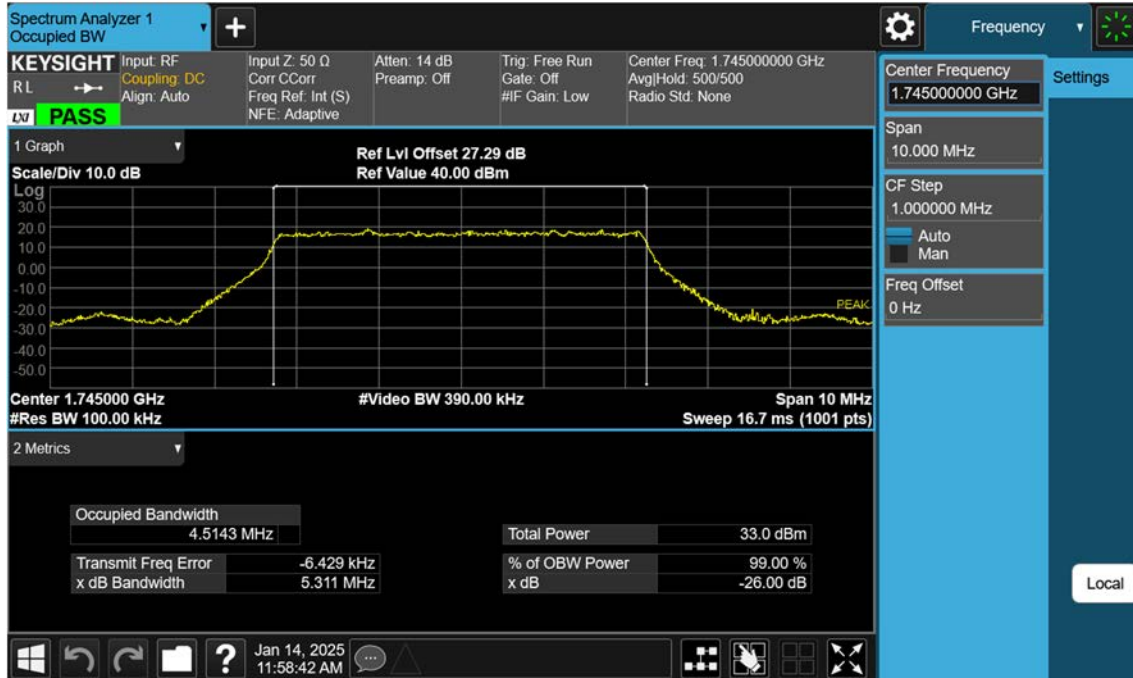 Spectrum Analyzer 1
Occupied BW
+
Frequency
KEYSIGHT
R L
LXI
PASS
Input: RF
Coupling: DC
Align: Auto
Input Z: 50 Ω
Corr CCorr
Freq Ref: Int (S)
NFE: Adaptive
Atten: 14 dB
Preamp: Off
Trig: Free Run
Gate: Off
#IF Gain: Low
Center Freq: 1.745000000 GHz
Avg|Hold: 500/500
Radio Std: None
Center Frequency
1.745000000 GHz
Settings
Span
10.000 MHz
CF Step
1.000000 MHz
Auto
Man
Freq Offset
0 Hz
Local
1 Graph
Scale/Div 10.0 dB
Ref Lvl Offset 27.29 dB
Ref Value 40.00 dBm
Log
30.0
20.0
10.0
0.00
-10.0
-20.0
-30.0
-40.0
-50.0
PEAK
Center 1.745000 GHz
#Res BW 100.00 kHz
#Video BW 390.00 kHz
Span 10 MHz
Sweep 16.7 ms (1001 pts)
2 Metrics
Occupied Bandwidth
4.5143 MHz
Total Power 33.0 dBm
Transmit Freq Error -6.429 kHz
% of OBW Power 99.00 %
x dB Bandwidth 5.311 MHz
x dB -26.00 dB
?
Jan 14, 2025
11:58:42 AM